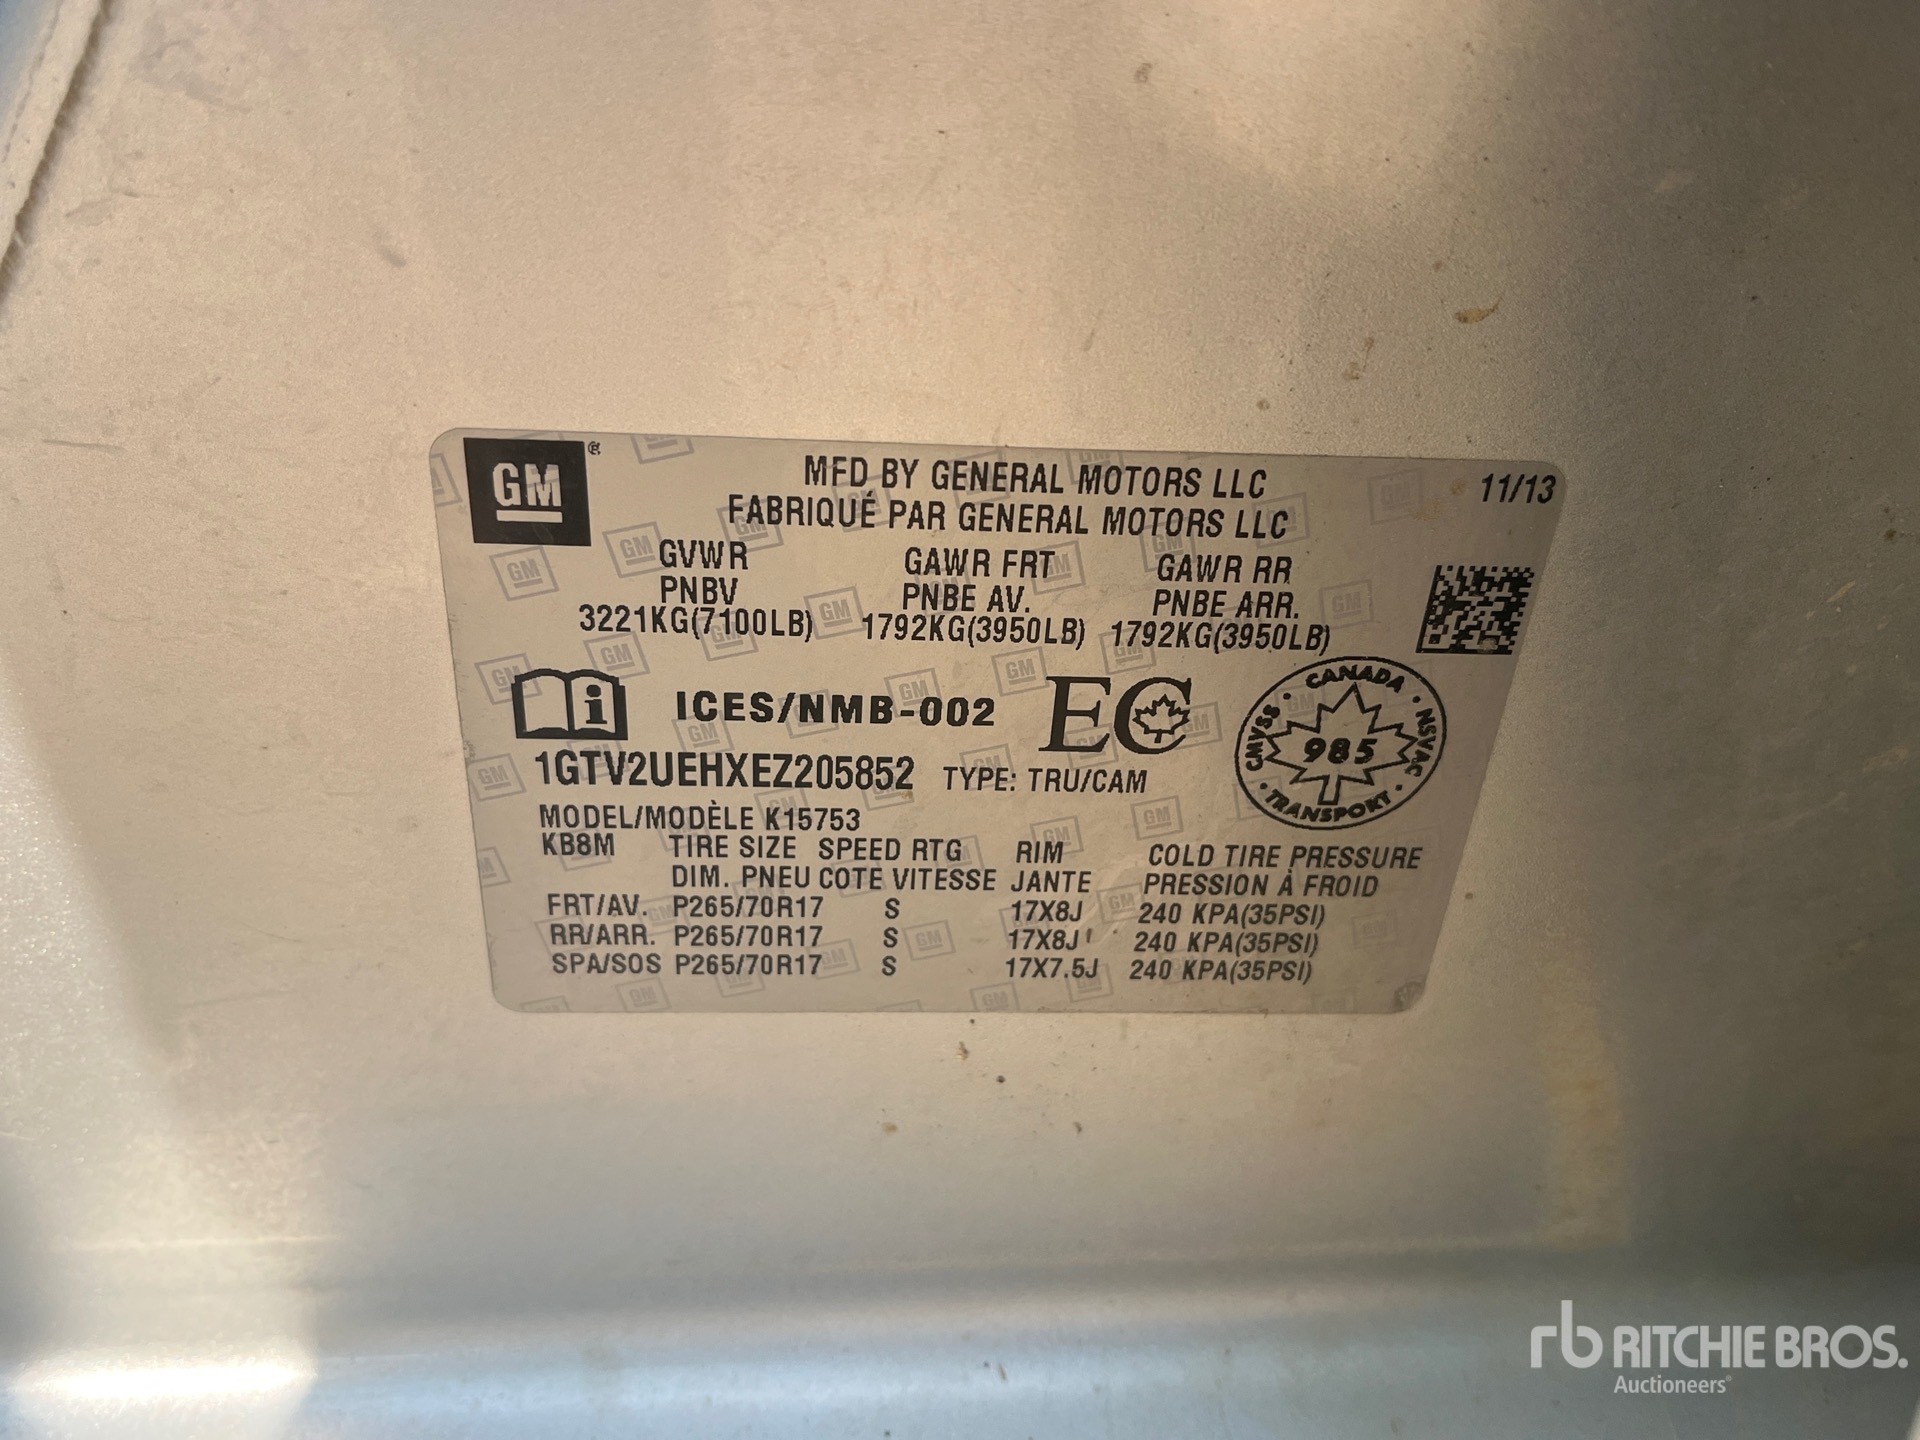 GM
MFD BY GENERAL MOTORS LLC 11/13
FABRIQUÉ PAR GENERAL MOTORS LLC
GVWR GAWR FRT GAWR RR
PNBV PNBE AV. PNBE ARR.
3221KG(7100LB) 1792KG(3950LB) 1792KG(3950LB)
ICES/NMB-002 EC
CANADA
CMVSS 985 NSVAC
TRANSPORT
1GTV2UEHXEZ205852 TYPE: TRU/CAM
MODEL/MODÈLE K15753
KB8M TIRE SIZE SPEED RTG RIM COLD TIRE PRESSURE
DIM. PNEU COTE VITESSE JANTE PRESSION À FROID
FRT/AV. P265/70R17 S 17X8J 240 KPA(35PSI)
RR/ARR. P265/70R17 S 17X8J 240 KPA(35PSI)
SPA/SOS P265/70R17 S 17X7.5J 240 KPA(35PSI)
rb RITCHIE BROS.
Auctioneers